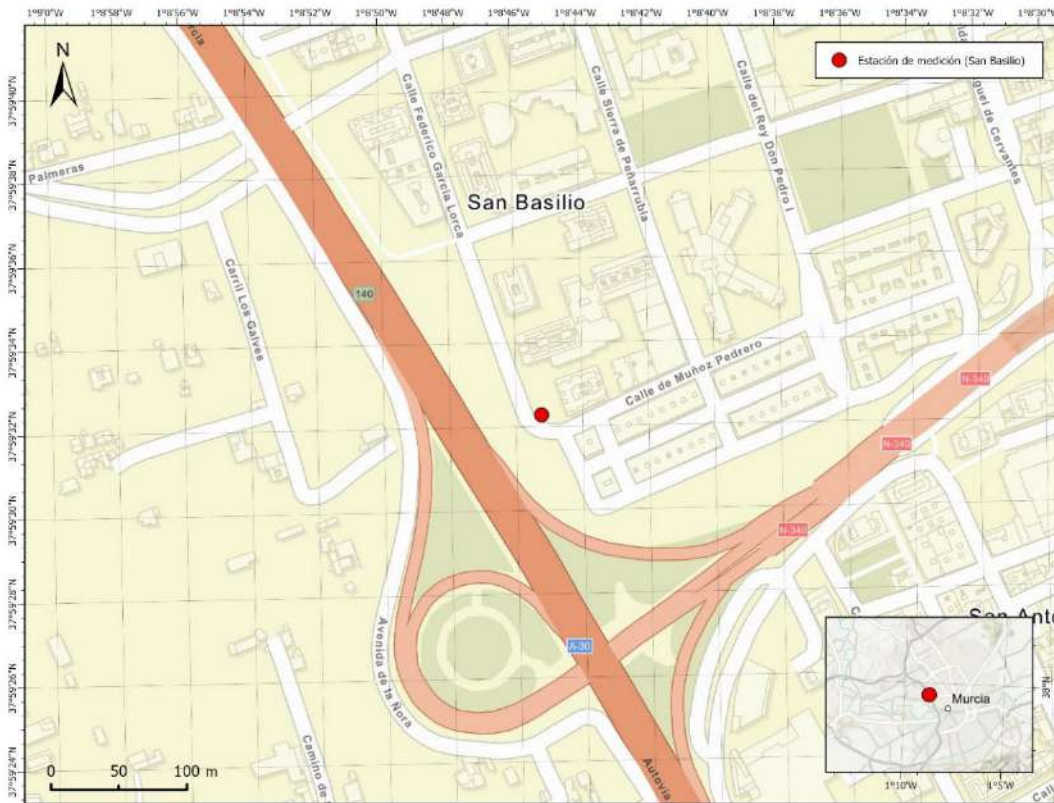 1°9'0"O 1°8'58"O 1°8'56"O 1°8'54"O 1°8'52"O 1°8'50"O 1°8'48"O 1°8'46"O 1°8'44"O 1°8'42"O 1°8'40"O 1°8'38"O 1°8'36"O 1°8'34"O 1°8'32"O 1°8'30"O
N
Estación de medición (San Basilio)
37°59'40"N
37°59'38"N
37°59'36"N
37°59'34"N
37°59'32"N
37°59'30"N
37°59'28"N
37°59'26"N
37°59'24"N
Palmeras
Calle Federico García Lorca
Calle Sierra de Peñarrubia
Calle del Rey Don Pedro I
guel de Cervantes
San Basilio
Carril Los Galves
140
Calle de Muñoz Pedrero
N-340
N-340
N-340
Avenida de la Ñora
A-30
San Anto
Camino de
Autovía
0 50 100 m
Murcia
38°N
1°10'O 1°5'O